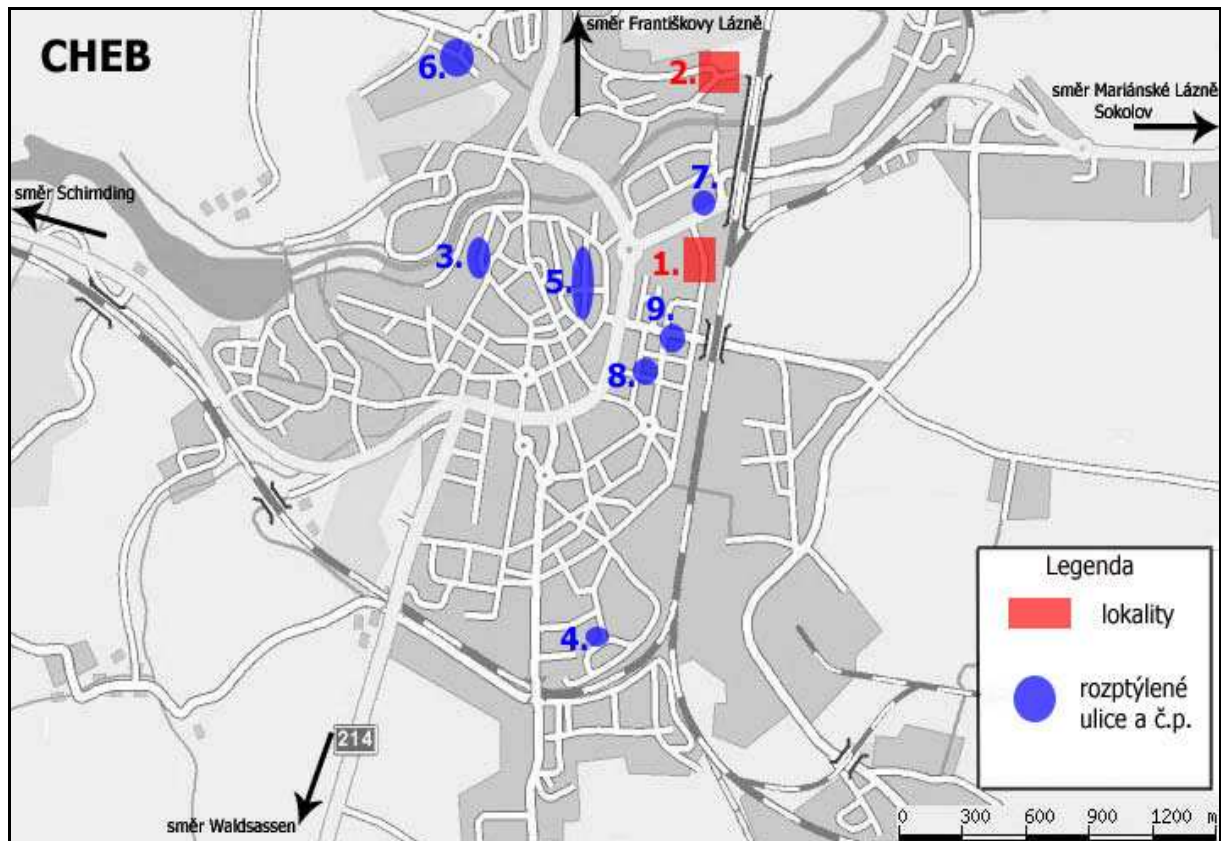 CHEB
směr Františkovy Lázně
6.
2.
směr Mariánské Lázně
Sokolov
směr Schirnding
7.
3.
5.
1.
9.
8.
4.
214
směr Waldsassen
Legenda
lokality
rozptýlené
ulice a č.p.
0 300 600 900 1200 m